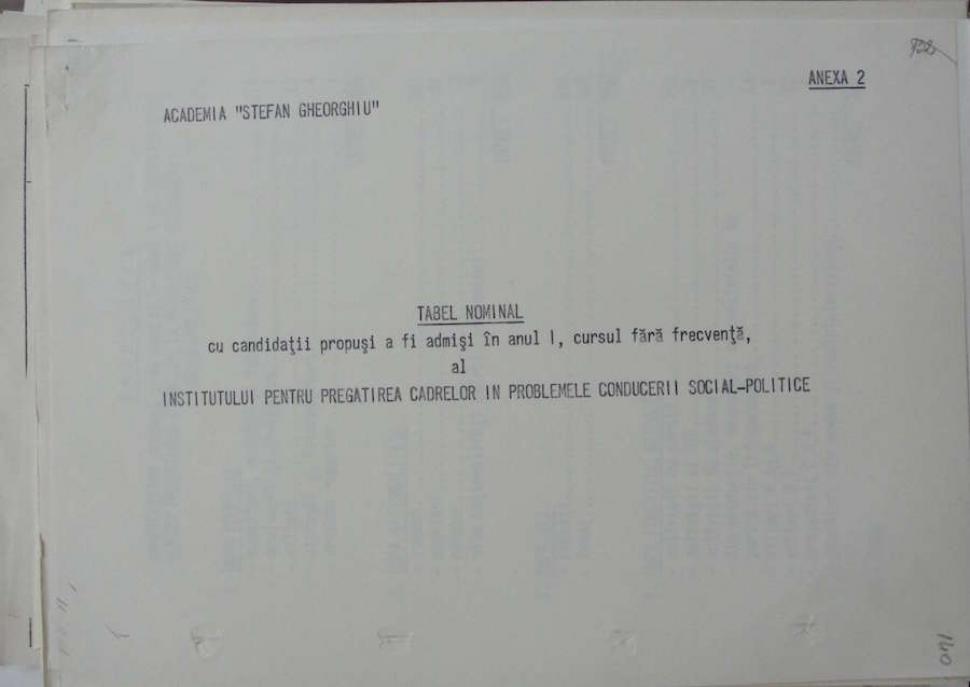 ANEXA 2
ACADEMIA "STEFAN GHEORGHIU"
TABEL NOMINAL
cu candidaţii propuşi a fi admişi în anul I, cursul fără frecvenţă,
al
INSTITUTULUI PENTRU PREGATIREA CADRELOR IN PROBLEMELE CONDUCERII SOCIAL-POLITICE
140